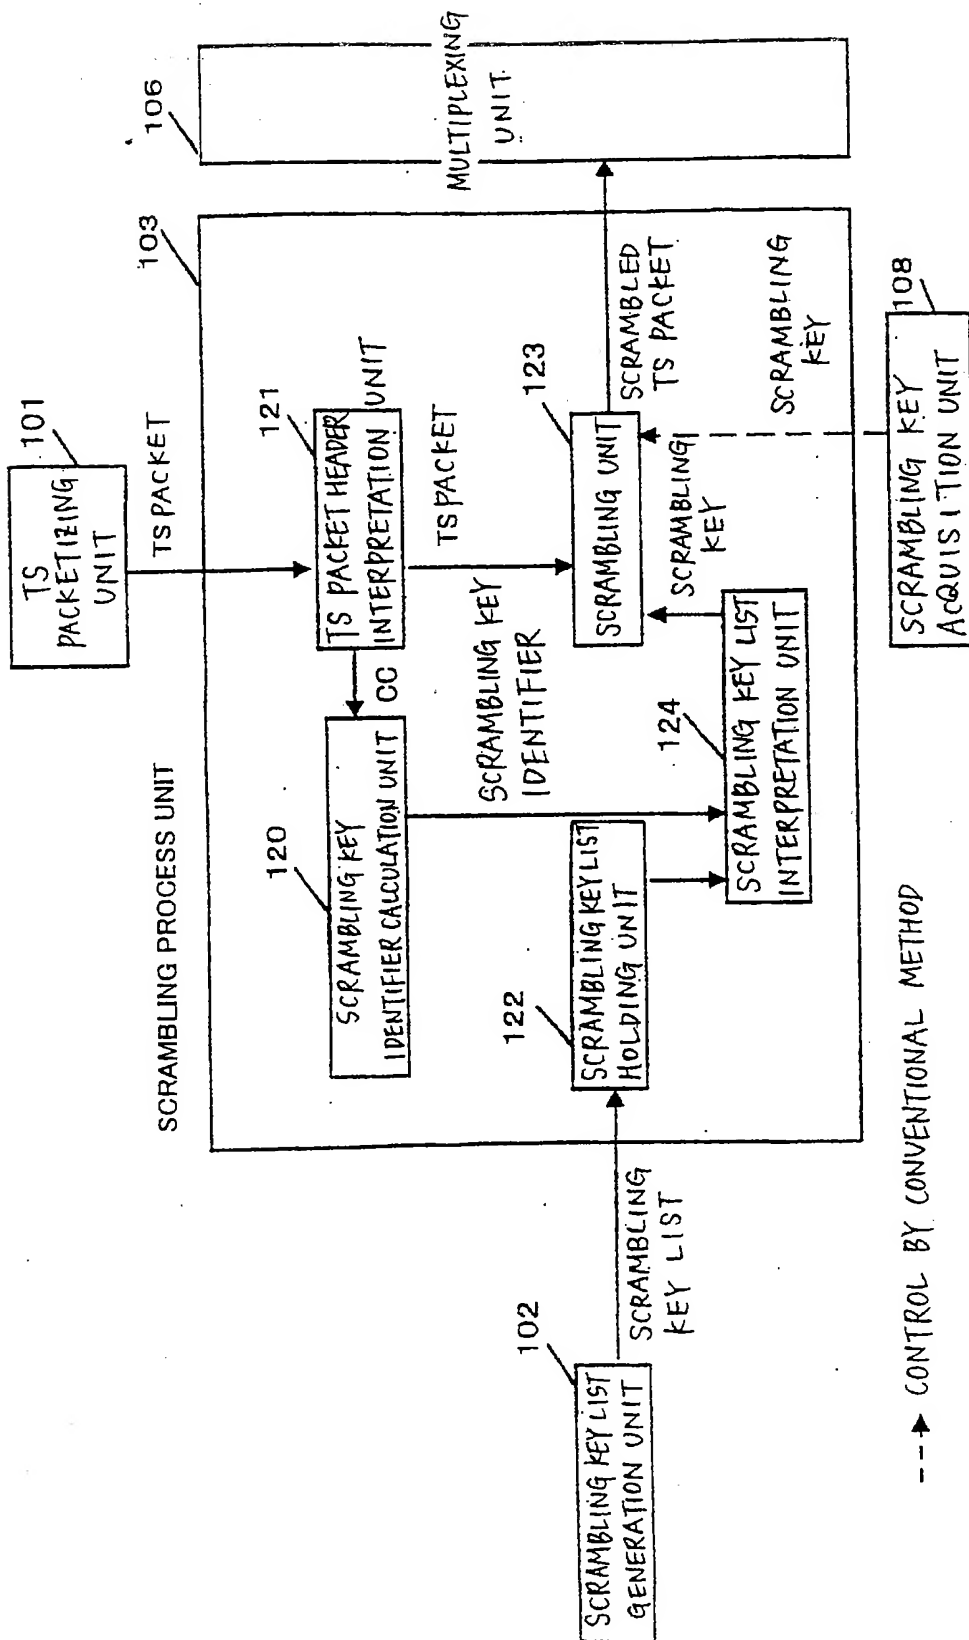 SCRAMBLING PROCESS UNIT
101
TS
PACKETIZING
UNIT
TS PACKET
103
106
MULTIPLEXING
UNIT
120
SCRAMBLING KEY
IDENTIFIER CALCULATION UNIT
CC
121
TS PACKET HEADER
INTERPRETATION UNIT
TS PACKET
SCRAMBLING KEY
IDENTIFIER
102
SCRAMBLING KEY LIST
GENERATION UNIT
SCRAMBLING
KEY LIST
122
SCRAMBLING KEY LIST
HOLDING UNIT
123
SCRAMBLING UNIT
SCRAMBLED
TS PACKET
SCRAMBLING
KEY
124
SCRAMBLING KEY LIST
INTERPRETATION UNIT
SCRAMBLING
KEY
108
SCRAMBLING KEY
ACQUISITION UNIT
CONTROL BY CONVENTIONAL METHOD